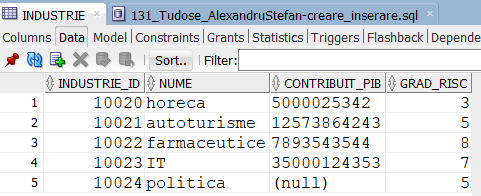 INDUSTRIE 131_Tudose_AlexandruStefan-creare_inserare.sql
Columns Data Model Constraints Grants Statistics Triggers Flashback Depende
Sort.. Filter:
INDUSTRIE_ID NUME CONTRIBUIT_PIB GRAD_RISC
1 10020 horeca 5000025342 3
2 10021 autoturisme 12573864243 5
3 10022 farmaceutice 7893543544 8
4 10023 IT 35000124353 7
5 10024 politica (null) 5